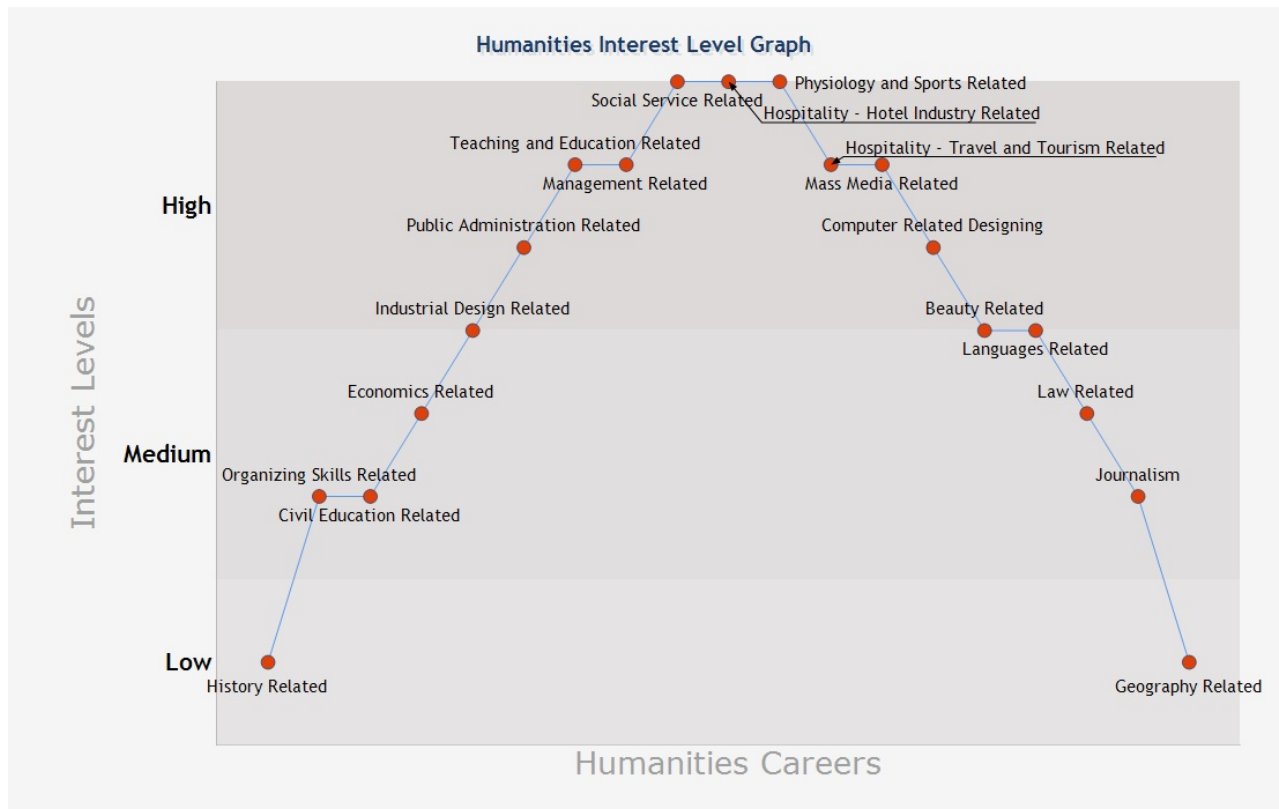 Humanities Interest Level Graph
Physiology and Sports Related
Social Service Related
Hospitality - Hotel Industry Related
Teaching and Education Related
Hospitality - Travel and Tourism Related
Management Related
Mass Media Related
High
Public Administration Related
Computer Related Designing
Industrial Design Related
Beauty Related
Languages Related
Interest Levels
Economics Related
Law Related
Medium
Organizing Skills Related
Journalism
Civil Education Related
Low
History Related
Geography Related
Humanities Careers